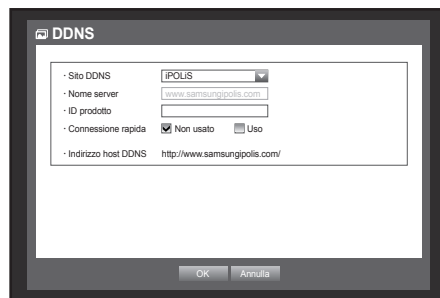 DDNS
· Sito DDNS iPOLiS
· Nome server www.samsungipolis.com
· ID prodotto
· Connessione rapida Non usato Uso
· Indirizzo host DDNS http://www.samsungipolis.com/
OK Annulla